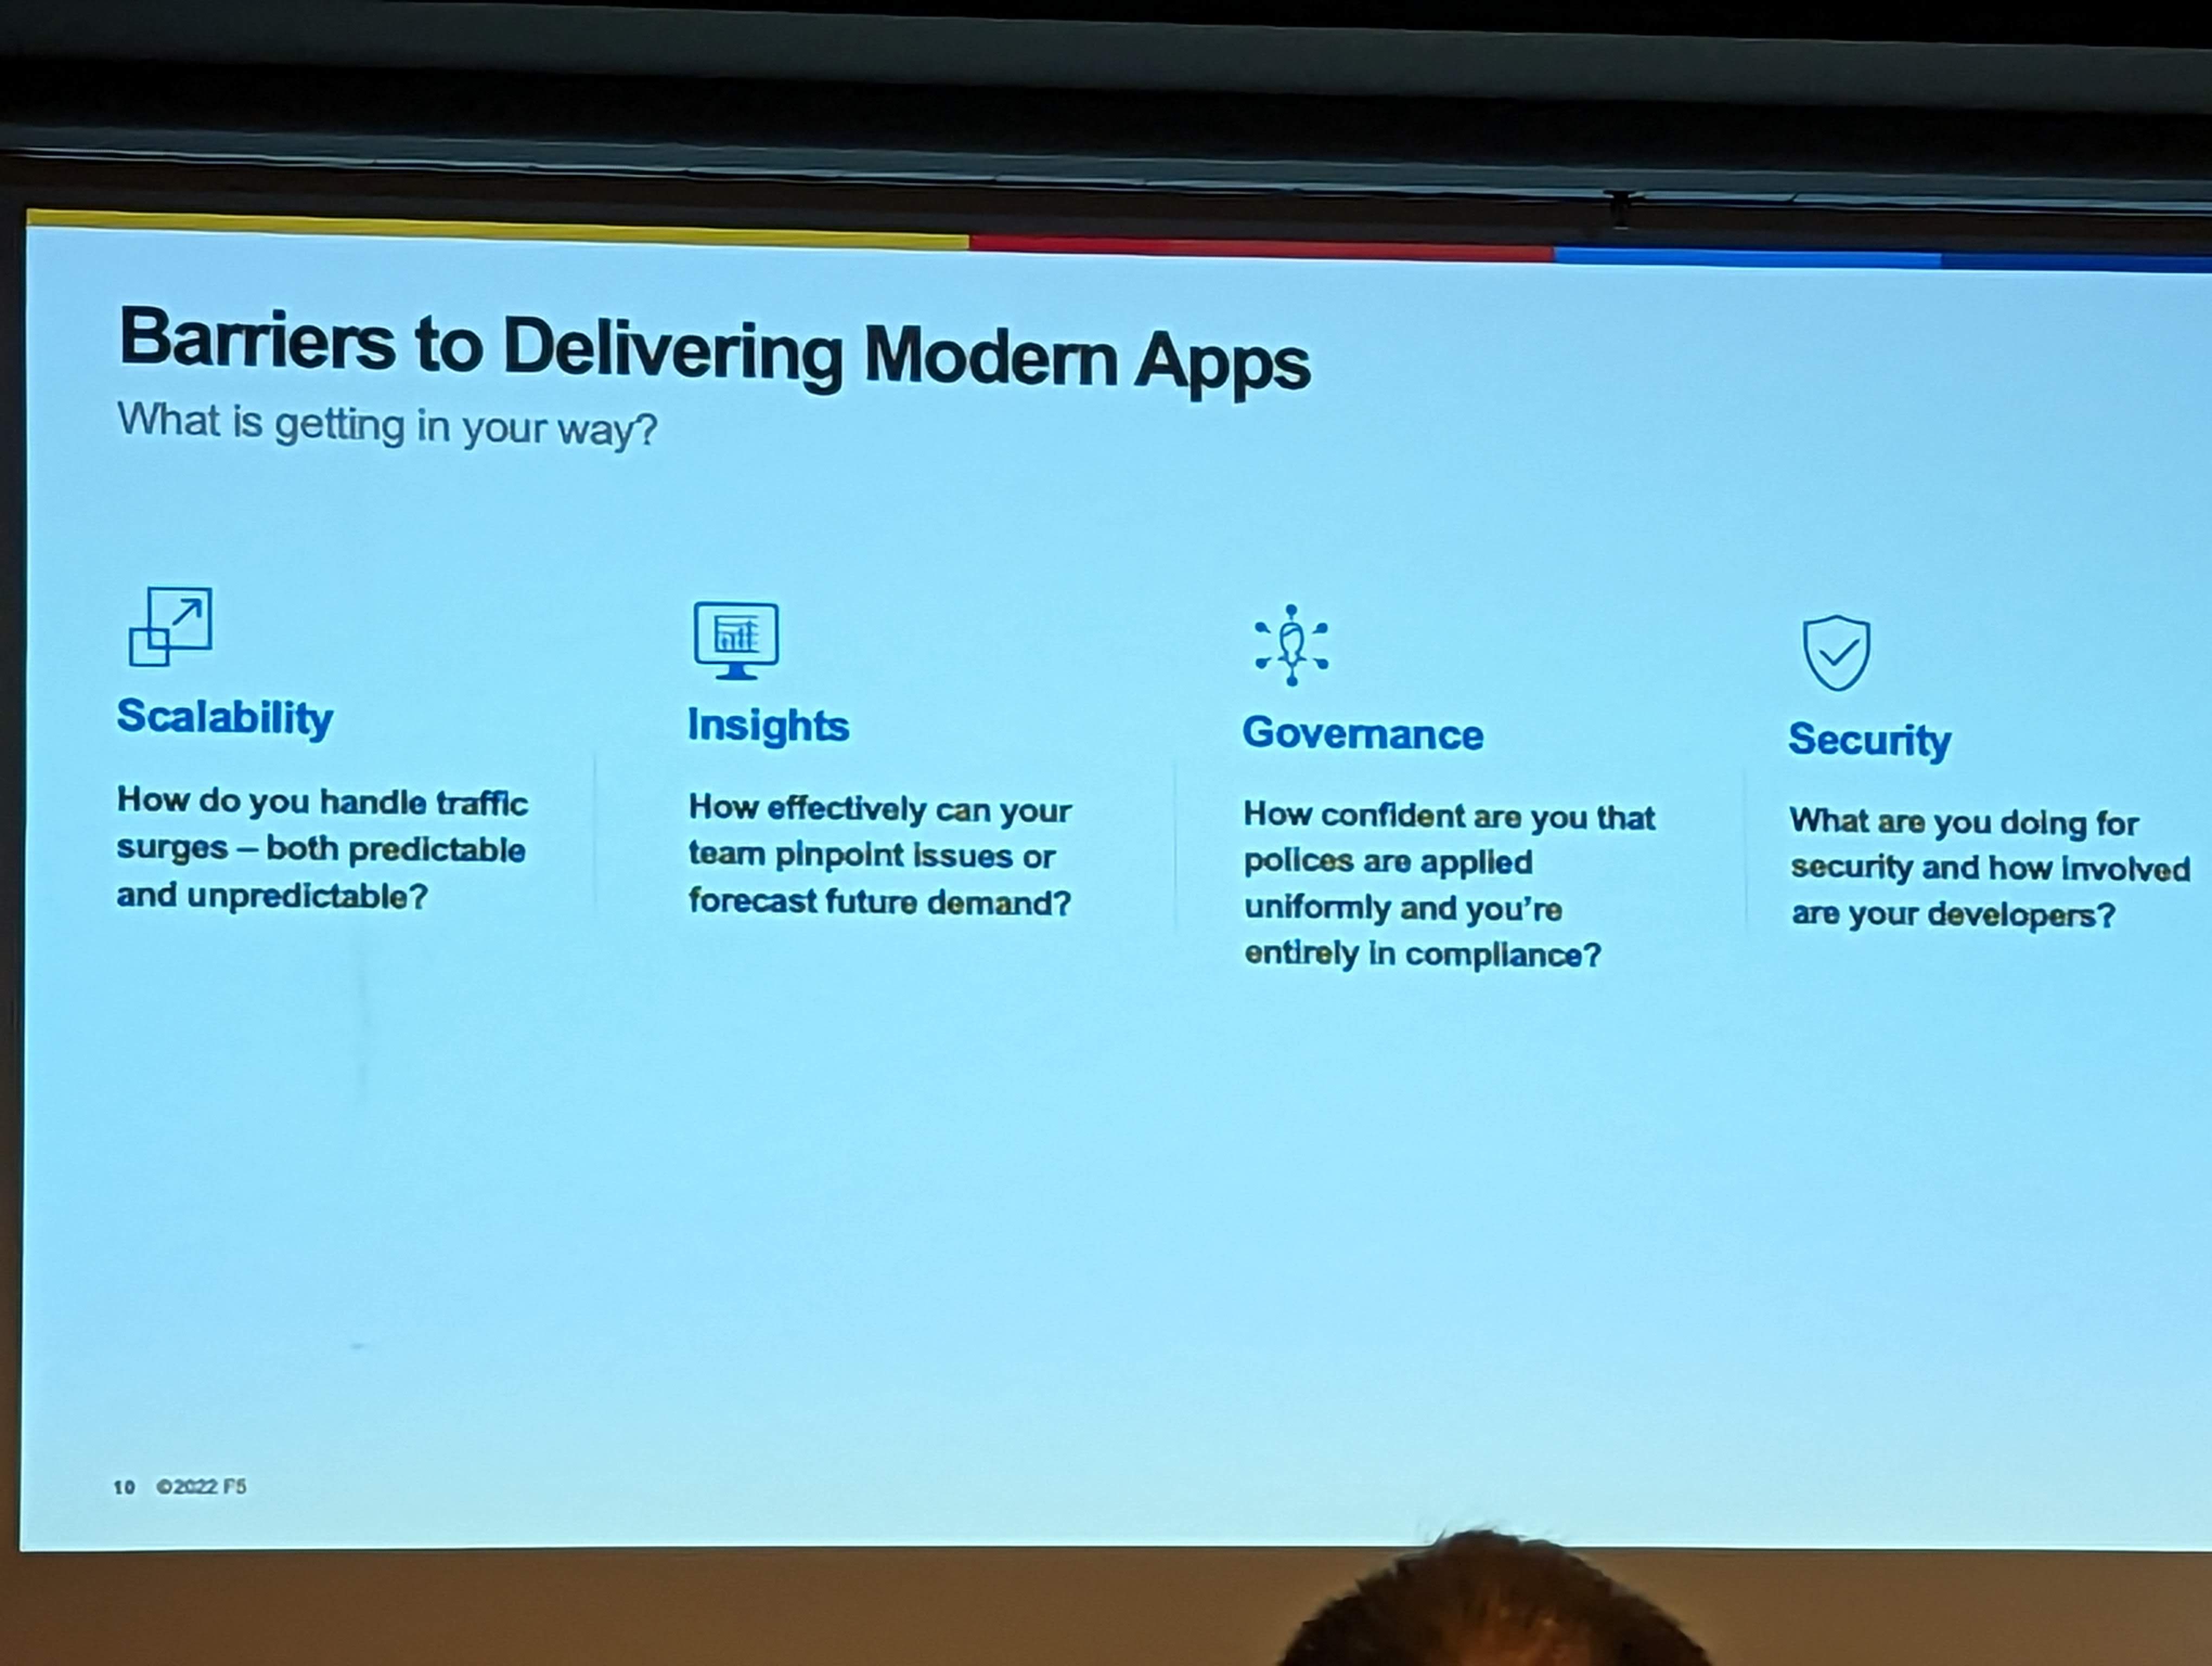 Barriers to Delivering Modern Apps
What is getting in your way?
Scalability
How do you handle traffic
surges – both predictable
and unpredictable?
Insights
How effectively can your
team pinpoint issues or
forecast future demand?
Governance
How confident are you that
polices are applied
uniformly and you're
entirely in compliance?
Security
What are you doing for
security and how involved
are your developers?
10 ©2022 F5